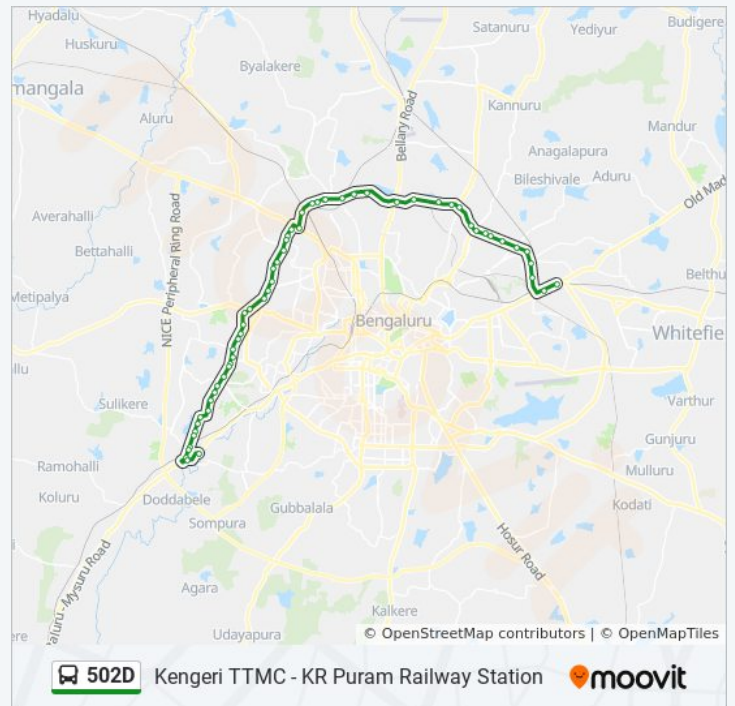 Hyadalu
Satanuru
Yediyur
Budigere
Huskuru
Byalakere
mangala
Kannuru
Aluru
Bellary Road
Mandur
Anagalapura
Bileshivale
Aduru
Old Mad
NICE Peripheral Ring Road
Averahalli
Bettahalli
Belthu
Metipalya
Bengaluru
Whitefie
llu
Sulikere
Varthur
Gunjuru
Ramohalli
Mulluru
Koluru
Doddabele
Kodati
Gubbalala
Sompura
Hosur Road
aluru - Mysuru Road
Agara
Kalkere
ere
Udayapura
© OpenStreetMap contributors | © OpenMapTiles
502D Kengeri TTMC - KR Puram Railway Station moovit